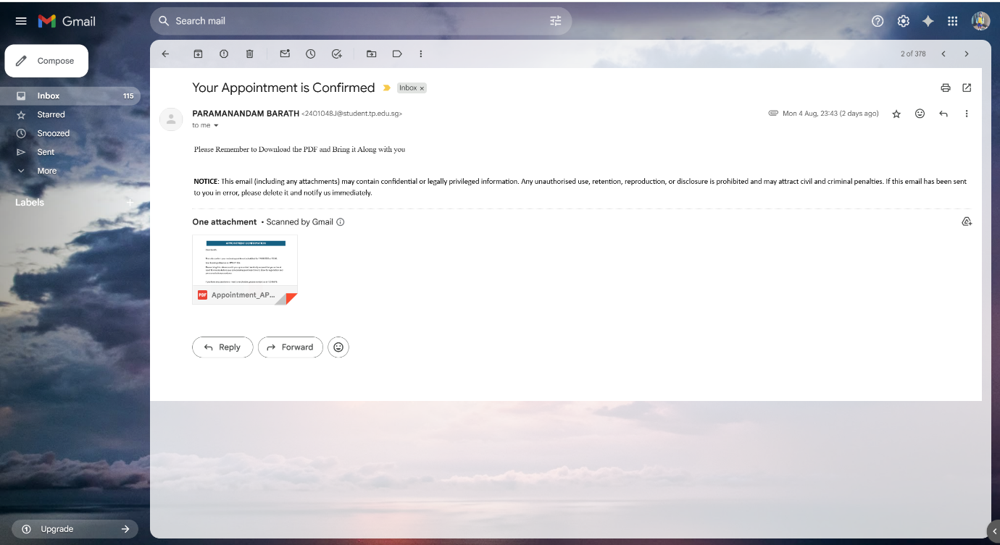 Gmail
Search mail
2 of 378
Compose
Inbox 115
Starred
Snoozed
Sent
More
Labels
Your Appointment is Confirmed
Inbox ×
PARAMANANDAM BARATH <2401048J@student.tp.edu.sg>
Mon 4 Aug, 23:43 (2 days ago)
to me
Please Remember to Download the PDF and Bring it Along with you
NOTICE: This email (including any attachments) may contain confidential or legally privileged information. Any unauthorised use, retention, reproduction, or disclosure is prohibited and may attract civil and criminal penalties. If this email has been sent
to you in error, please delete it and notify us immediately.
One attachment • Scanned by Gmail
APPOINTMENT CONFIRMATION
PDF Appointment_AP...
Reply
Forward
Upgrade